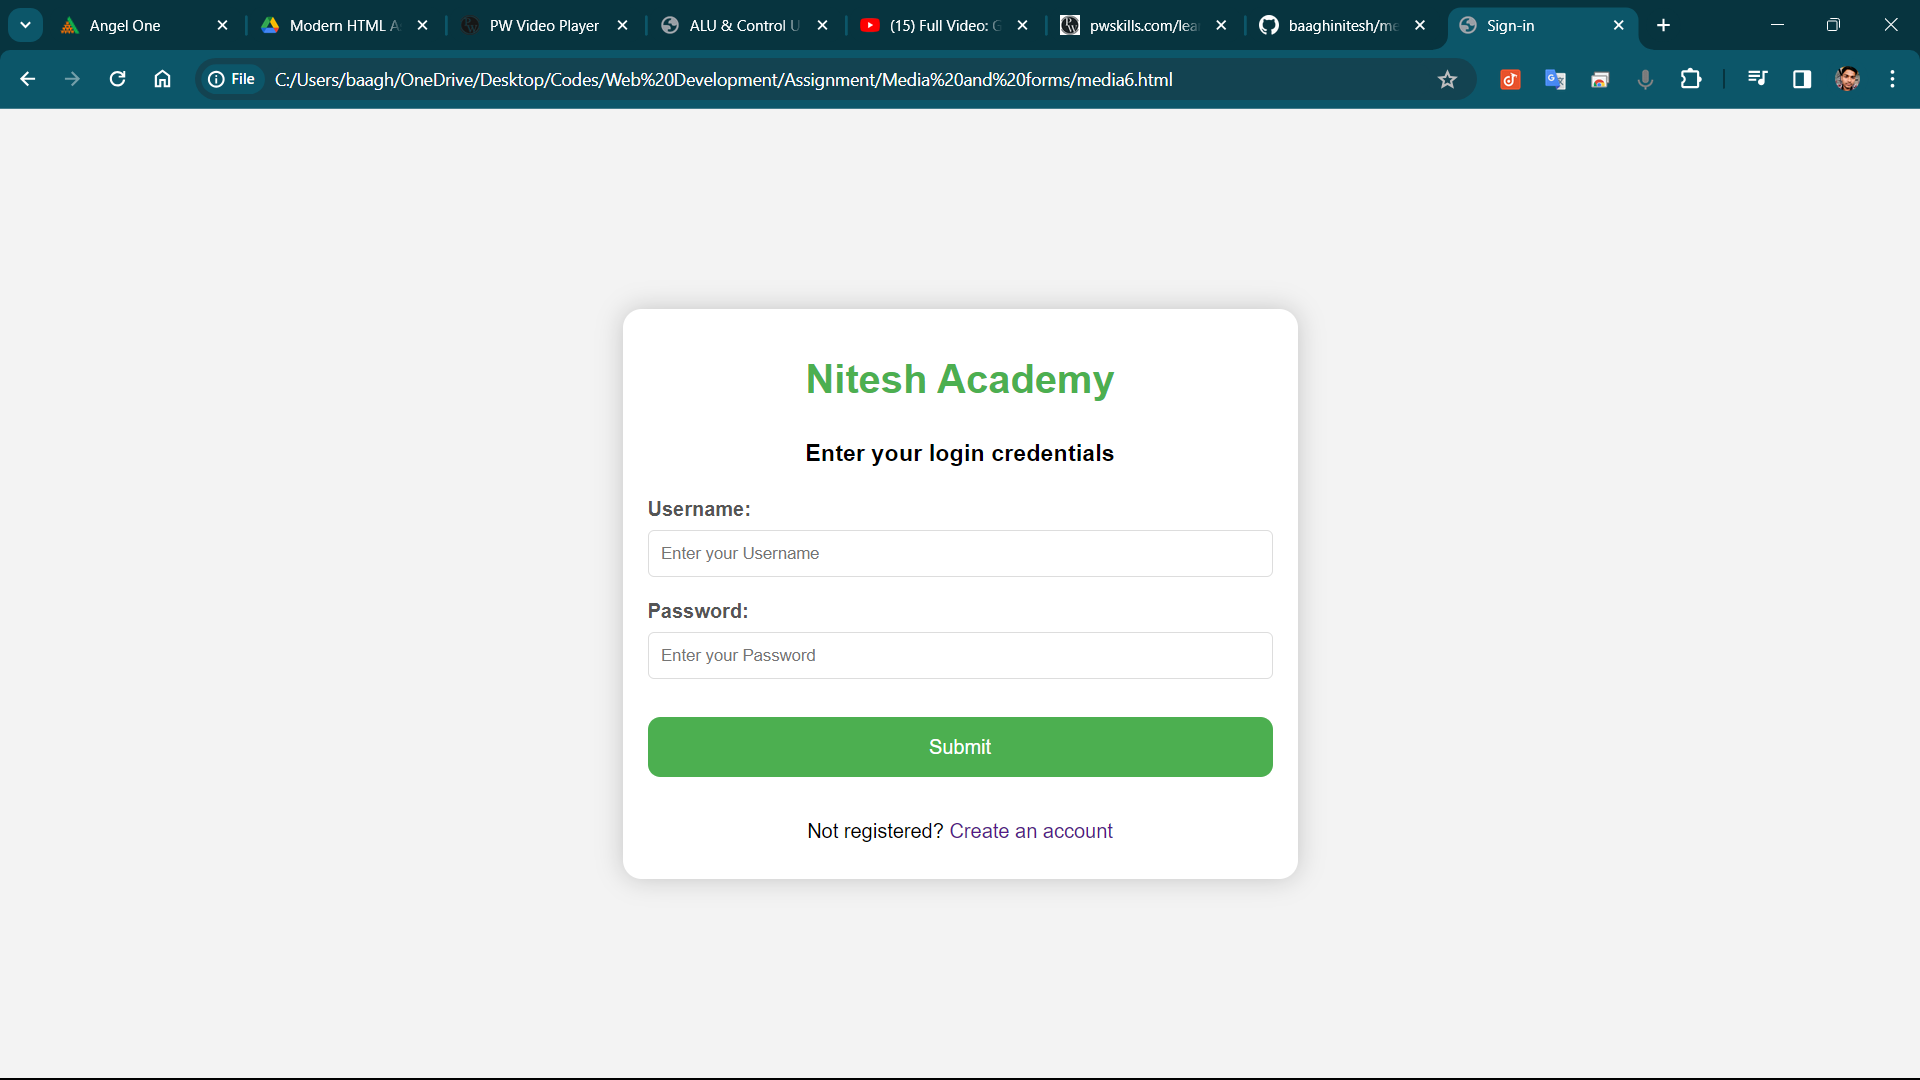 Angel One
Modern HTML A
PW Video Player
ALU & Control U
(15) Full Video: G
pwskills.com/lea
baaghinitesh/me
Sign-in
File
C:/Users/baagh/OneDrive/Desktop/Codes/Web%20Development/Assignment/Media%20and%20forms/media6.html
Nitesh Academy
Enter your login credentials
Username:
Enter your Username
Password:
Enter your Password
Submit
Not registered? Create an account